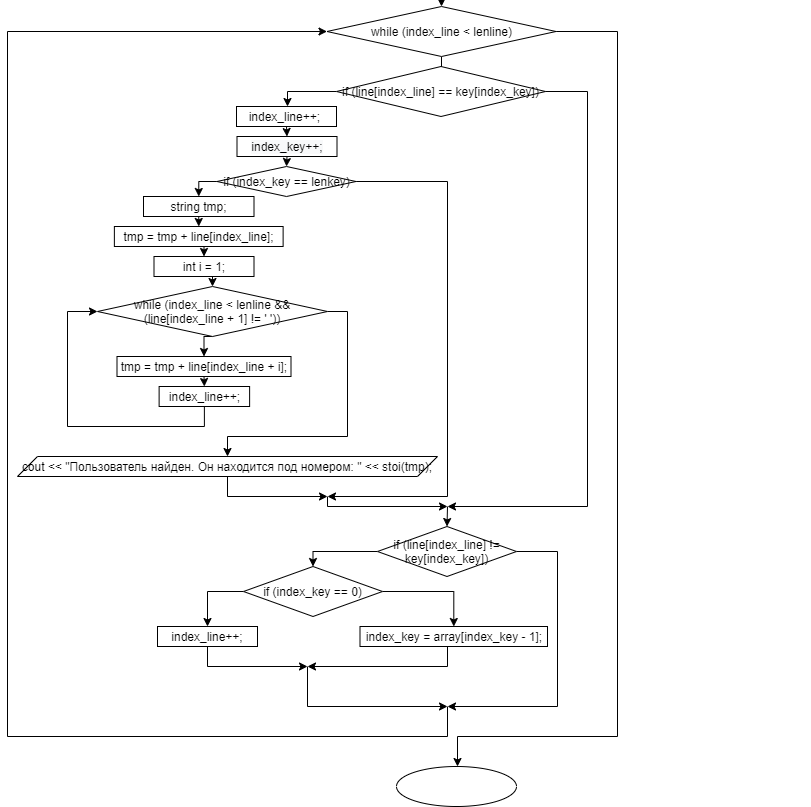 while (index_line < lenline)
if (line[index_line] == key[index_key])
index_line++;
index_key++;
if (index_key == lenkey)
string tmp;
tmp = tmp + line[index_line];
int i = 1;
while (index_line < lenline &&
(line[index_line + 1] != ' '))
tmp = tmp + line[index_line + i];
index_line++;
cout << "Пользователь найден. Он находится под номером: " << stoi(tmp);
if (line[index_line] !=
key[index_key])
if (index_key == 0)
index_line++;
index_key = array[index_key - 1];